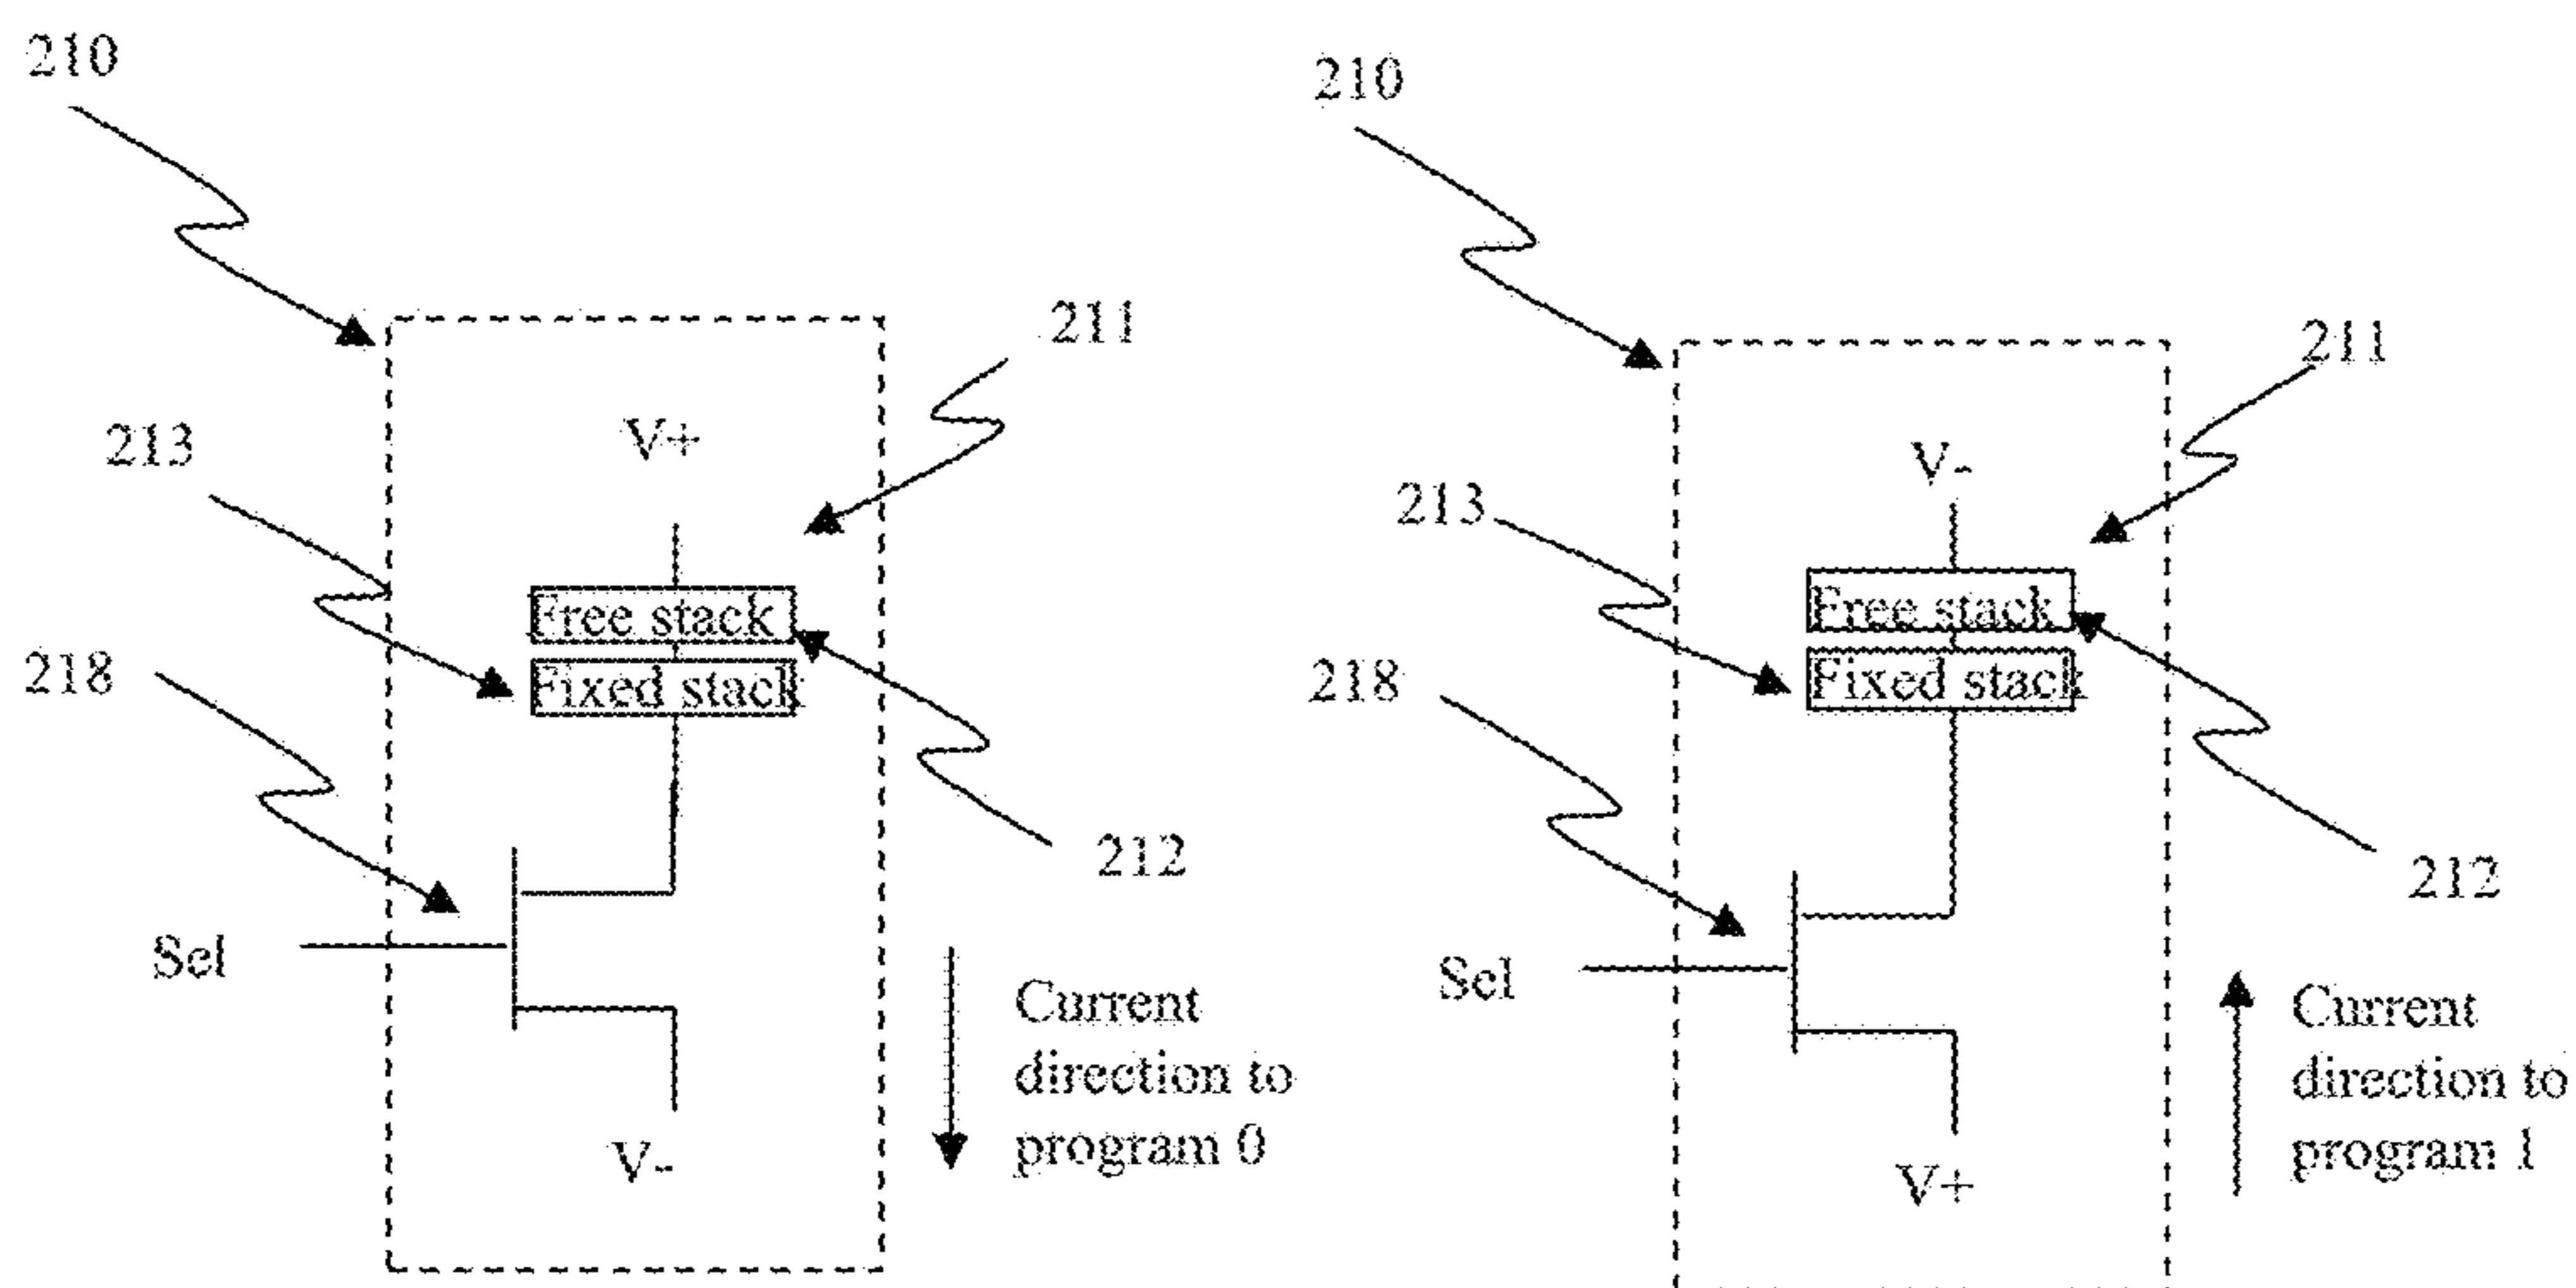 210
211
V+
213
Free stack
Fixed stack
218
212
Sel
Current
direction to
program 0
V-
210
211
V-
213
Free stack
Fixed stack
218
212
Sel
Current
direction to
program 1
V+